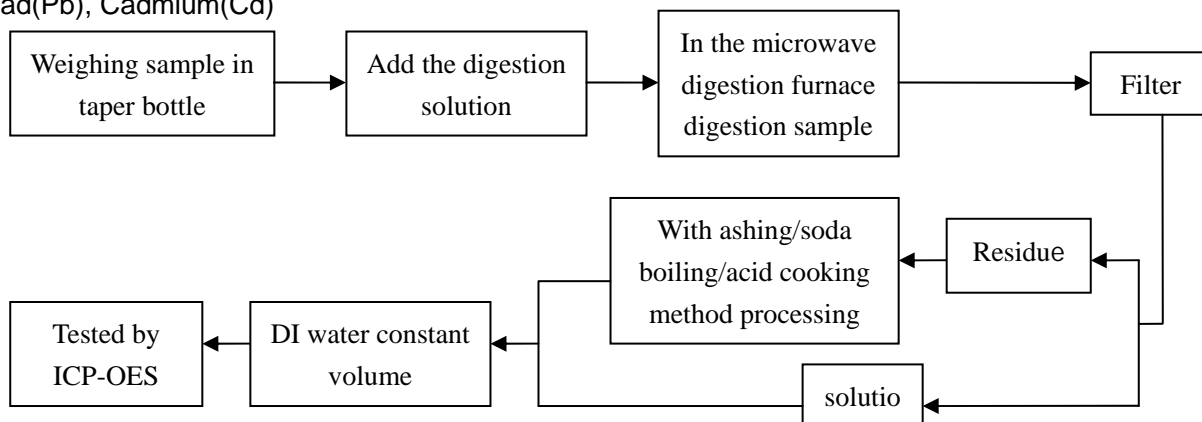 ad(Pb), Cadmium(Cd)
Weighing sample in
taper bottle
Add the digestion
solution
In the microwave
digestion furnace
digestion sample
Filter
With ashing/soda
boiling/acid cooking
method processing
Residue
Tested by
ICP-OES
DI water constant
volume
solutio